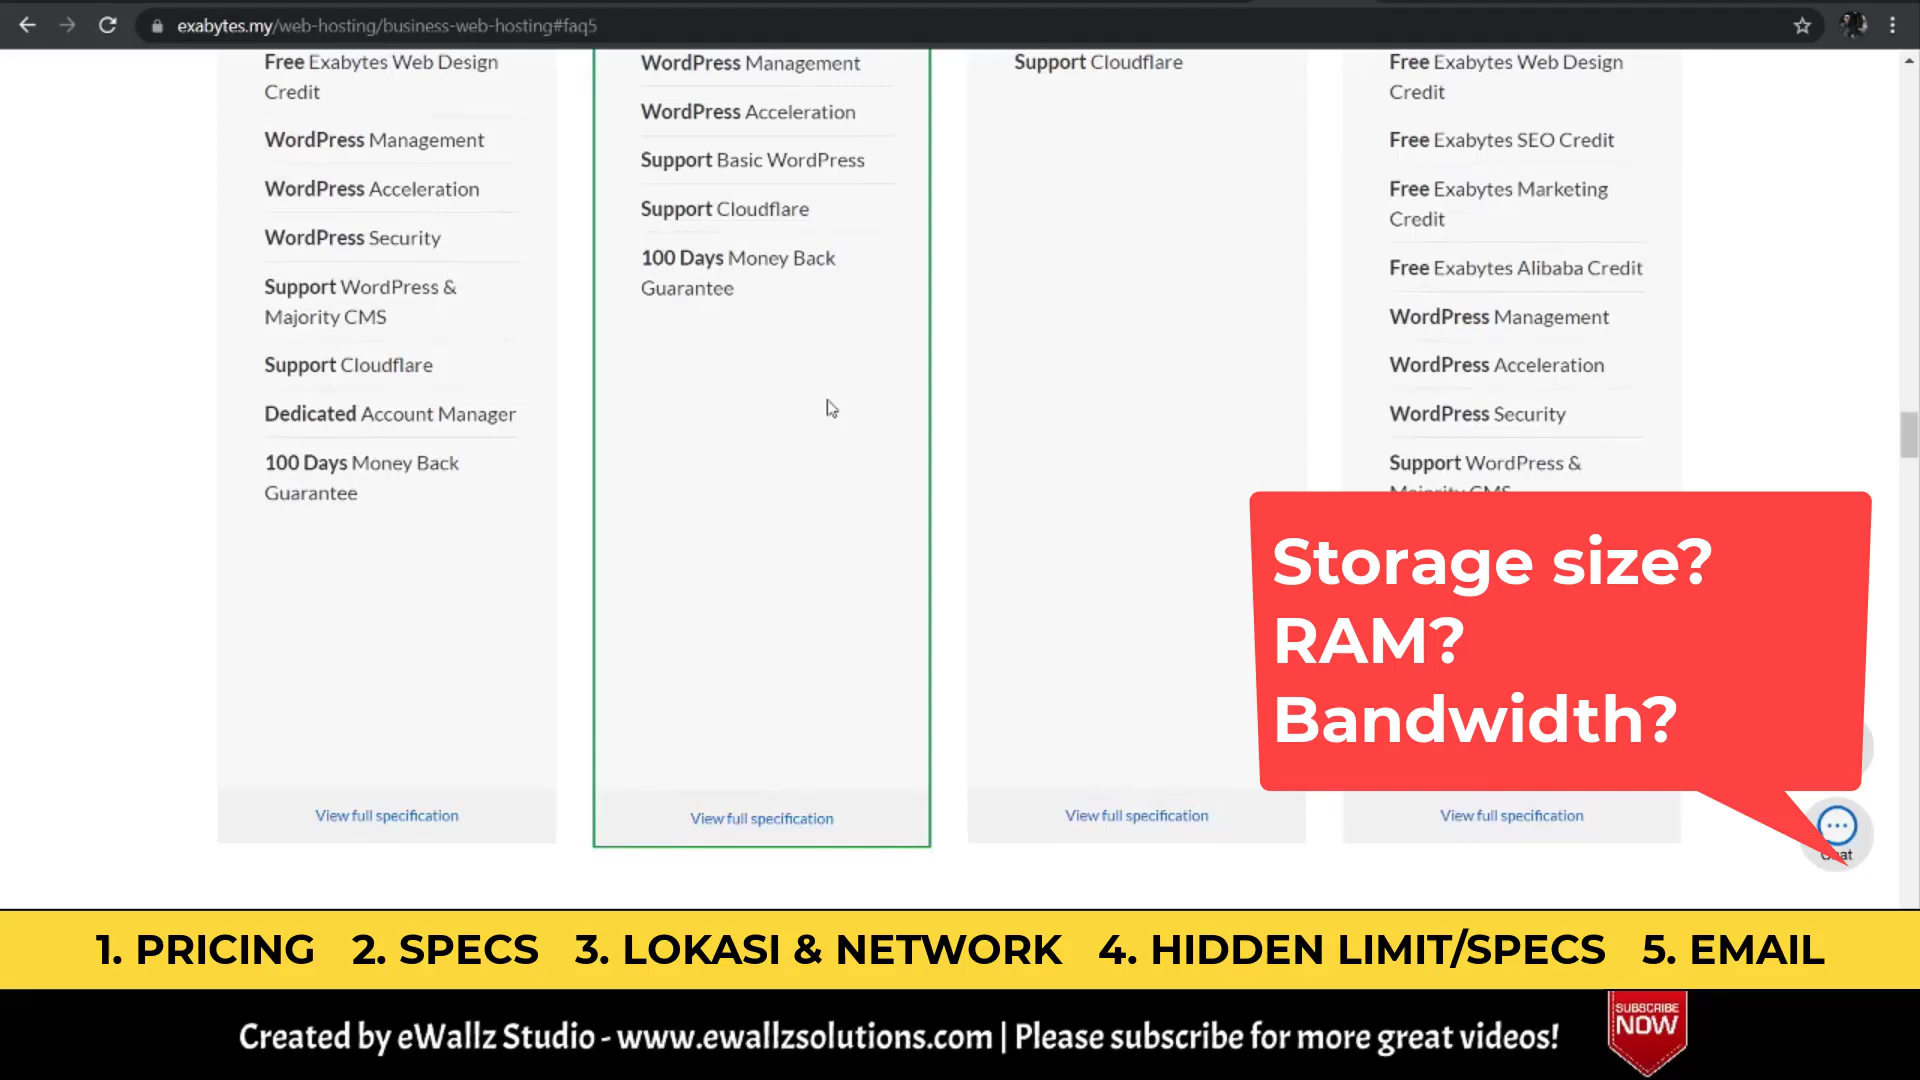 exabytes.my/web-hosting/business-web-hosting#faq5
Free Exabytes Web Design
Credit
WordPress Management
WordPress Acceleration
WordPress Security
Support WordPress &
Majority CMS
Support Cloudflare
Dedicated Account Manager
100 Days Money Back
Guarantee
View full specification
WordPress Management
WordPress Acceleration
Support Basic WordPress
Support Cloudflare
100 Days Money Back
Guarantee
View full specification
Support Cloudflare
View full specification
Free Exabytes Web Design
Credit
Free Exabytes SEO Credit
Free Exabytes Marketing
Credit
Free Exabytes Alibaba Credit
WordPress Management
WordPress Acceleration
WordPress Security
Support WordPress &
Majority CMS
View full specification
Storage size?
RAM?
Bandwidth?
Chat
1. PRICING 2. SPECS 3. LOKASI & NETWORK 4. HIDDEN LIMIT/SPECS 5. EMAIL
Created by eWallz Studio - www.ewallzsolutions.com | Please subscribe for more great videos!
SUBSCRIBE
NOW